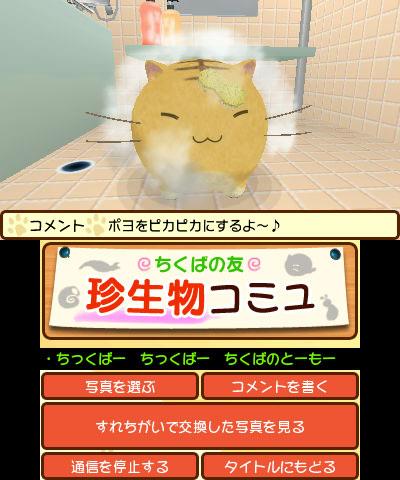 コメント ポヨをピカピカにするよ～♪
ちくばの友
珍生物コミュ
・ちっくばー　ちっくばー　ちくばのとーもー
写真を選ぶ
コメントを書く
すれちがいで交換した写真を見る
通信を停止する
タイトルにもどる